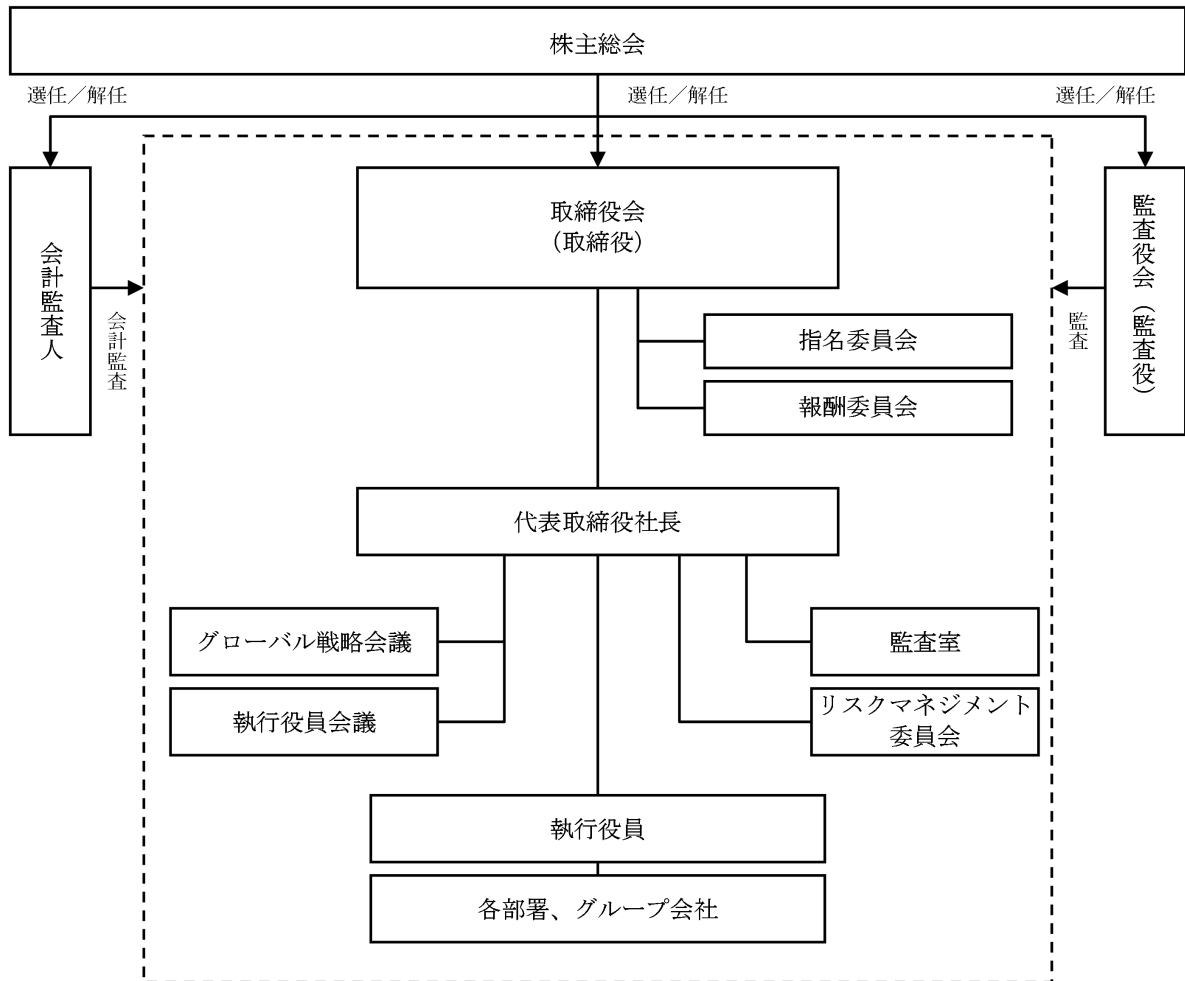 株主総会
選任／解任
選任／解任
選任／解任
取締役会
（取締役）
会計監査人
会計監査
監査役会（監査役）
監査
指名委員会
報酬委員会
代表取締役社長
グローバル戦略会議
執行役員会議
監査室
リスクマネジメント
委員会
執行役員
各部署、グループ会社